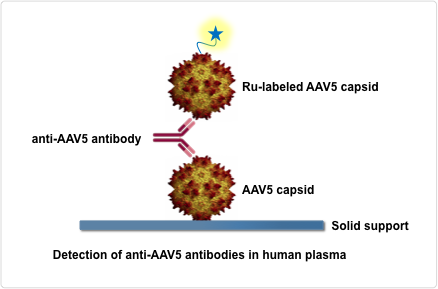 Ru-labeled AAV5 capsid
anti-AAV5 antibody
AAV5 capsid
Solid support
Detection of anti-AAV5 antibodies in human plasma